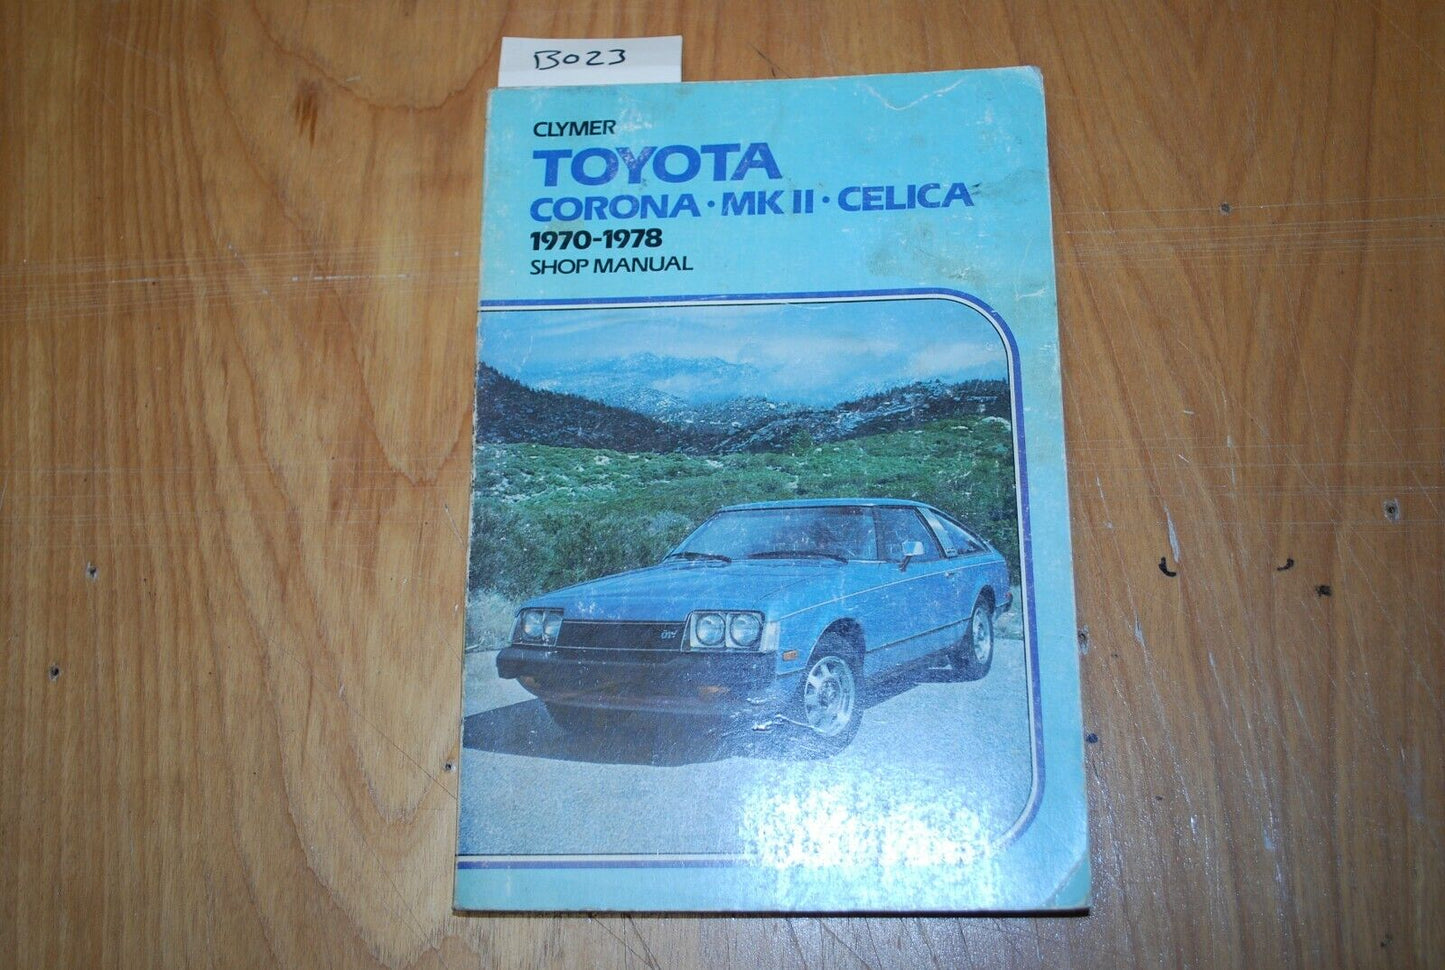 B023
CLYMER
TOYOTA
CORONA · MK II · CELICA
1970-1978
SHOP MANUAL